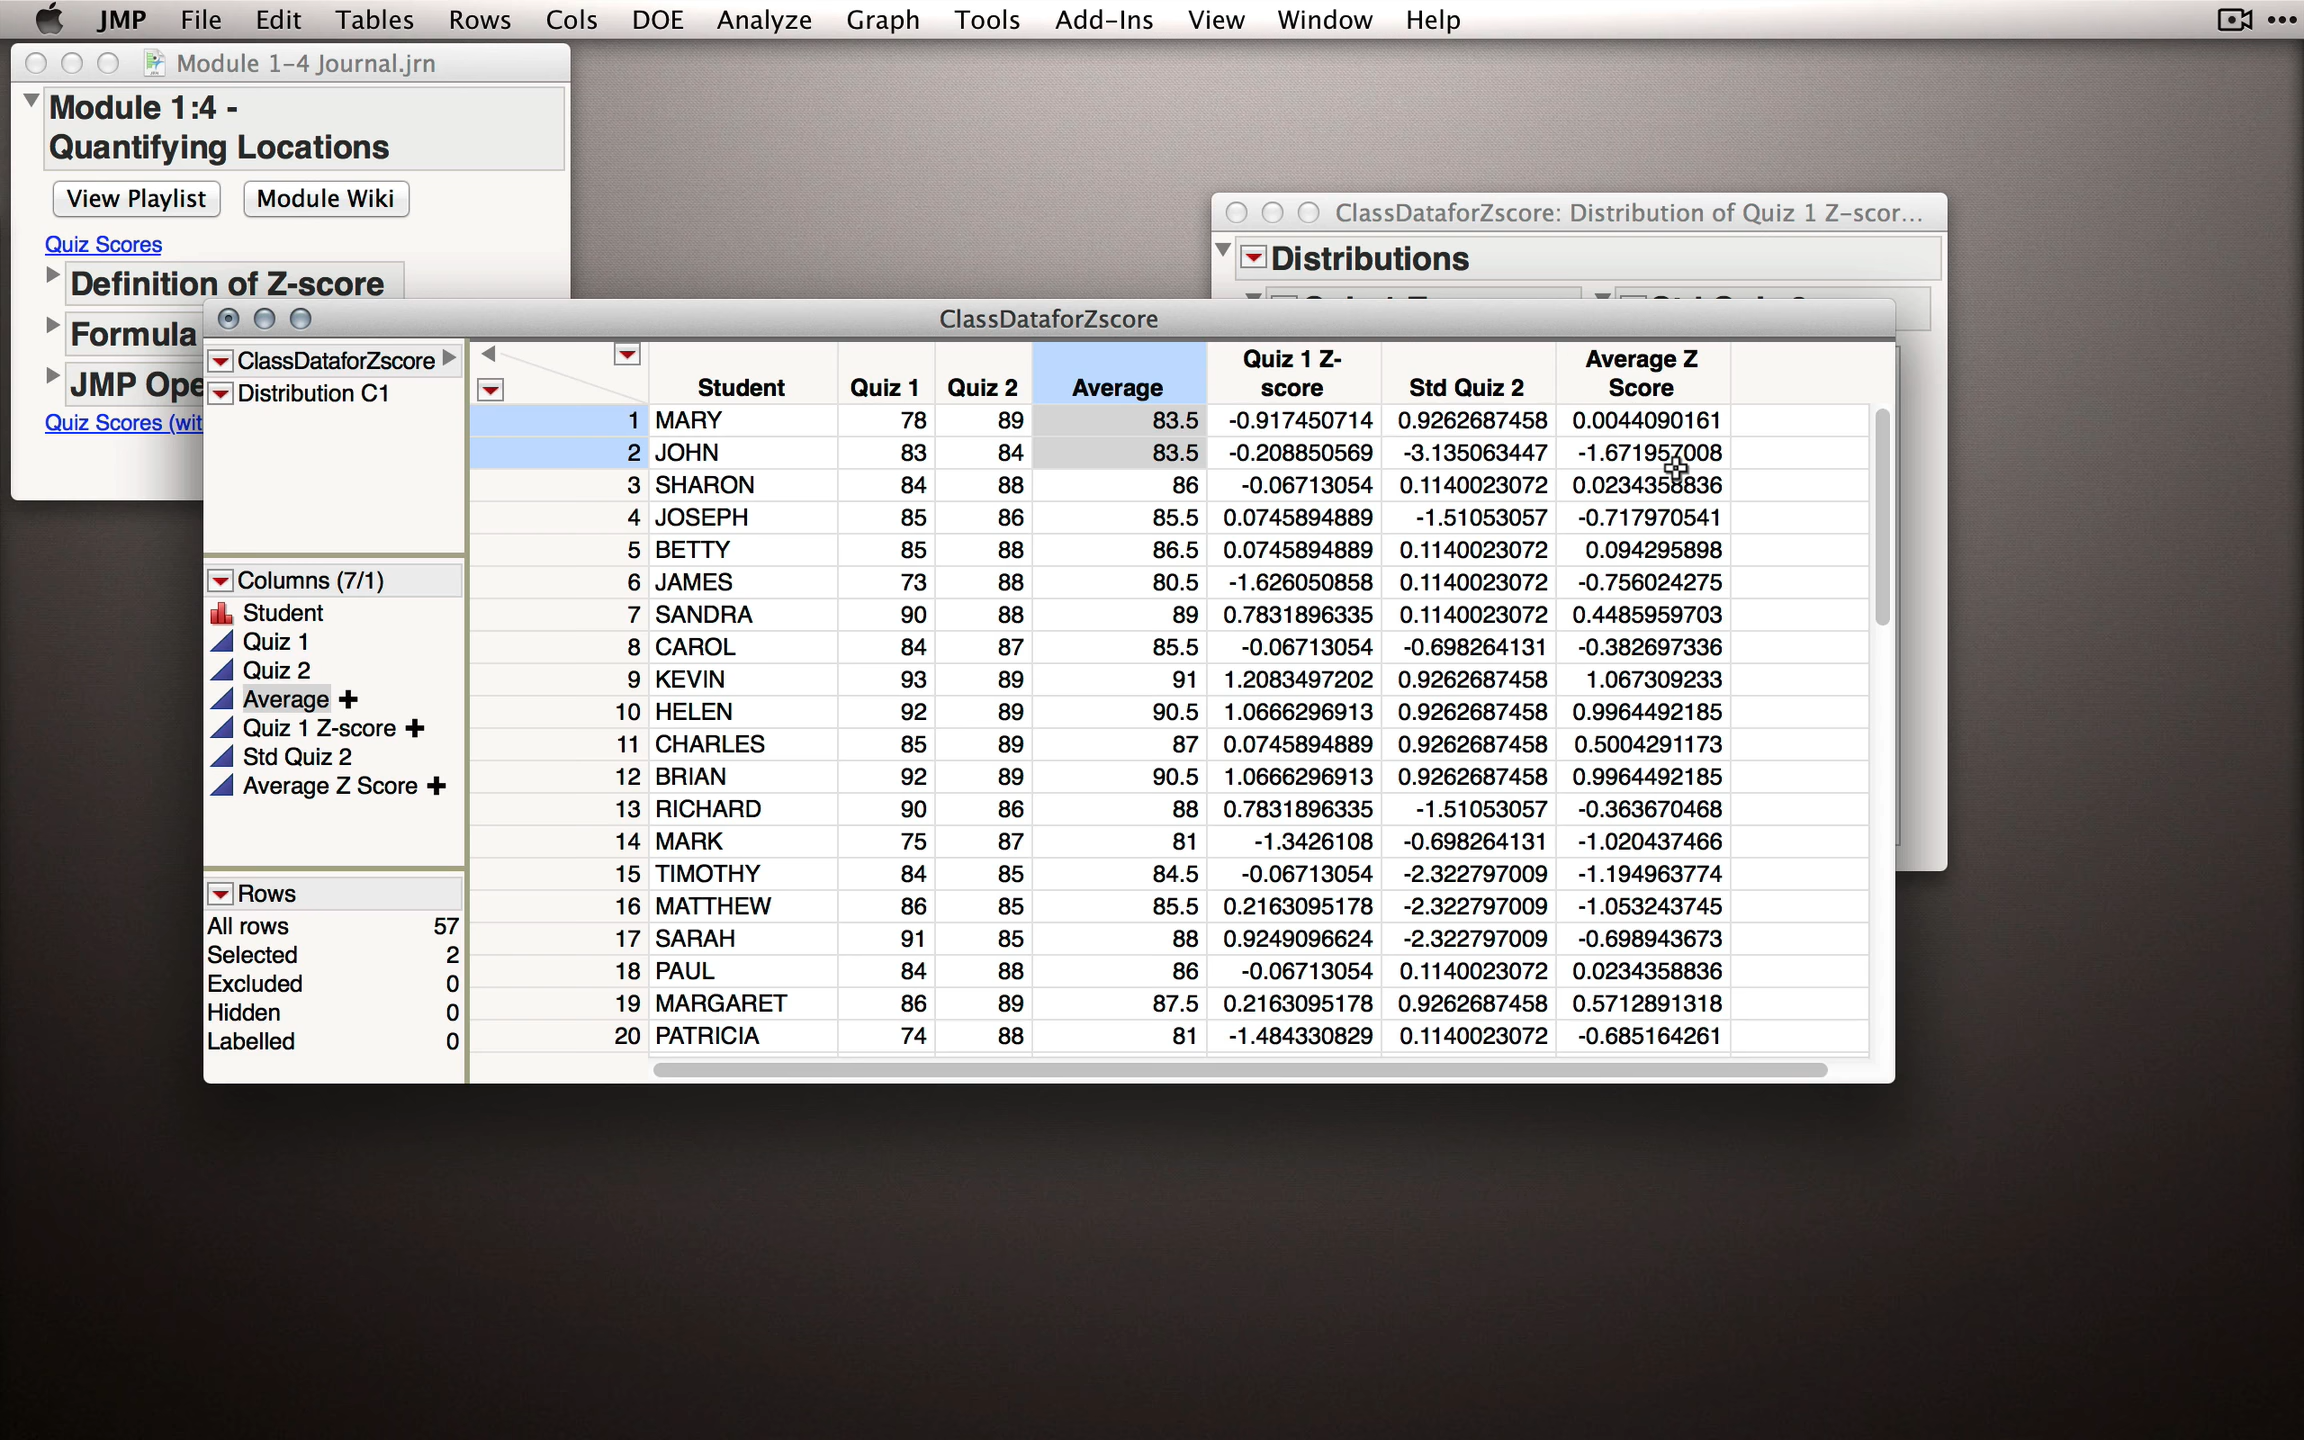 JMP File Edit Tables Rows Cols DOE Analyze Graph Tools Add-Ins View Window Help
Module 1-4 Journal.jrn
Module 1:4 -
Quantifying Locations
View Playlist Module Wiki
Quiz Scores
Definition of Z-score
Formula
JMP Ope
Quiz Scores (wit
ClassDataforZscore: Distribution of Quiz 1 Z-scor...
Distributions
ClassDataforZscore
ClassDataforZscore
Distribution C1
Columns (7/1)
Student
Quiz 1
Quiz 2
Average
Quiz 1 Z-score
Std Quiz 2
Average Z Score
Rows
All rows 57
Selected 2
Excluded 0
Hidden 0
Labelled 0
Student Quiz 1 Quiz 2 Average Quiz 1 Z-score Std Quiz 2 Average Z Score
1 MARY 78 89 83.5 -0.917450714 0.9262687458 0.0044090161
2 JOHN 83 84 83.5 -0.208850569 -3.135063447 -1.671957008
3 SHARON 84 88 86 -0.06713054 0.1140023072 0.0234358836
4 JOSEPH 85 86 85.5 0.0745894889 -1.51053057 -0.717970541
5 BETTY 85 88 86.5 0.0745894889 0.1140023072 0.094295898
6 JAMES 73 88 80.5 -1.626050858 0.1140023072 -0.756024275
7 SANDRA 90 88 89 0.7831896335 0.1140023072 0.4485959703
8 CAROL 84 87 85.5 -0.06713054 -0.698264131 -0.382697336
9 KEVIN 93 89 91 1.2083497202 0.9262687458 1.067309233
10 HELEN 92 89 90.5 1.0666296913 0.9262687458 0.9964492185
11 CHARLES 85 89 87 0.0745894889 0.9262687458 0.5004291173
12 BRIAN 92 89 90.5 1.0666296913 0.9262687458 0.9964492185
13 RICHARD 90 86 88 0.7831896335 -1.51053057 -0.363670468
14 MARK 75 87 81 -1.3426108 -0.698264131 -1.020437466
15 TIMOTHY 84 85 84.5 -0.06713054 -2.322797009 -1.194963774
16 MATTHEW 86 85 85.5 0.2163095178 -2.322797009 -1.053243745
17 SARAH 91 85 88 0.9249096624 -2.322797009 -0.698943673
18 PAUL 84 88 86 -0.06713054 0.1140023072 0.0234358836
19 MARGARET 86 89 87.5 0.2163095178 0.9262687458 0.5712891318
20 PATRICIA 74 88 81 -1.484330829 0.1140023072 -0.685164261